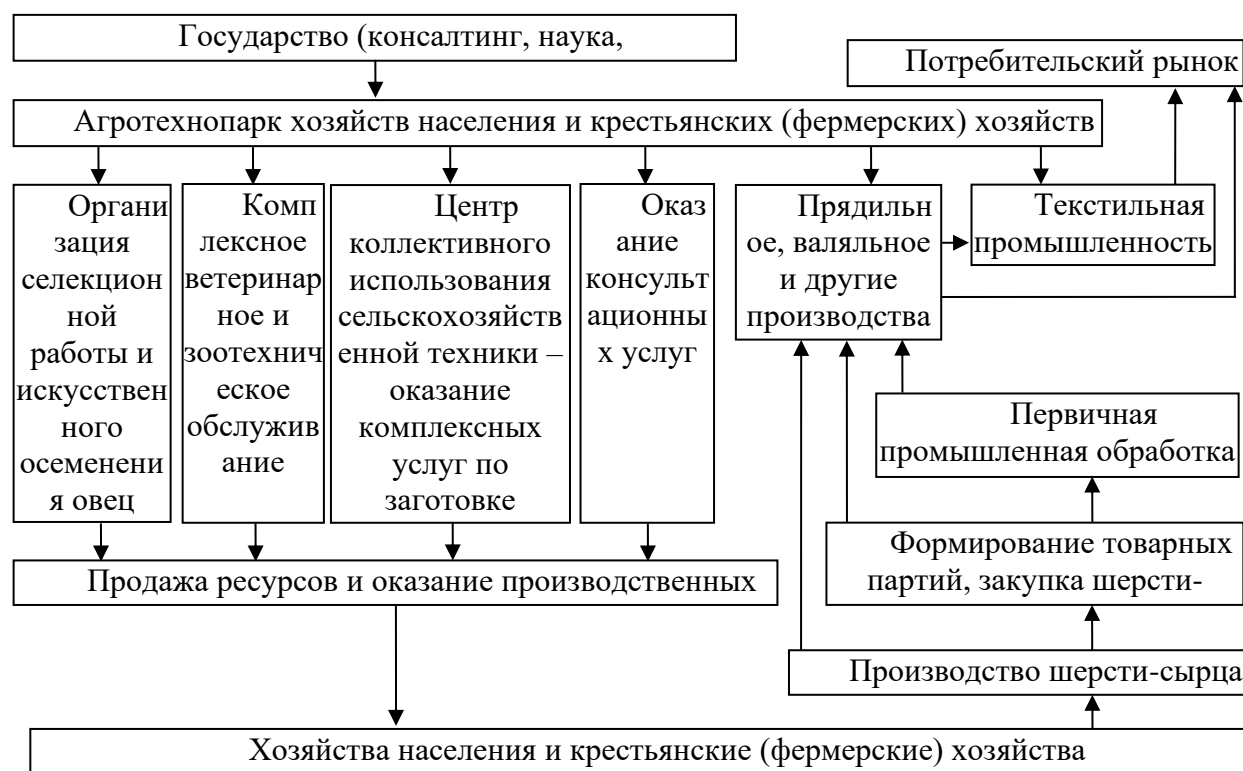 Государство (консалтинг, наука,
Потребительский рынок
Агротехнопарк хозяйств населения и крестьянских (фермерских) хозяйств
Органи
зация
селекцион
ной
работы и
искусствен
ного
осеменени
я овец
Комп
лексное
ветеринар
ное и
зоотехнич
еское
обслужив
ание
Центр
коллективного
использования
сельскохозяйств
енной техники –
оказание
комплексных
услуг по
заготовке
Оказ
ание
консульт
ационны
х услуг
Прядильн
ое, валяльное
и другие
производства
Текстильная
промышленность
Первичная
промышленная обработка
Формирование товарных
партий, закупка шерсти-
Продажа ресурсов и оказание производственных
Производство шерсти-сырца
Хозяйства населения и крестьянские (фермерские) хозяйства